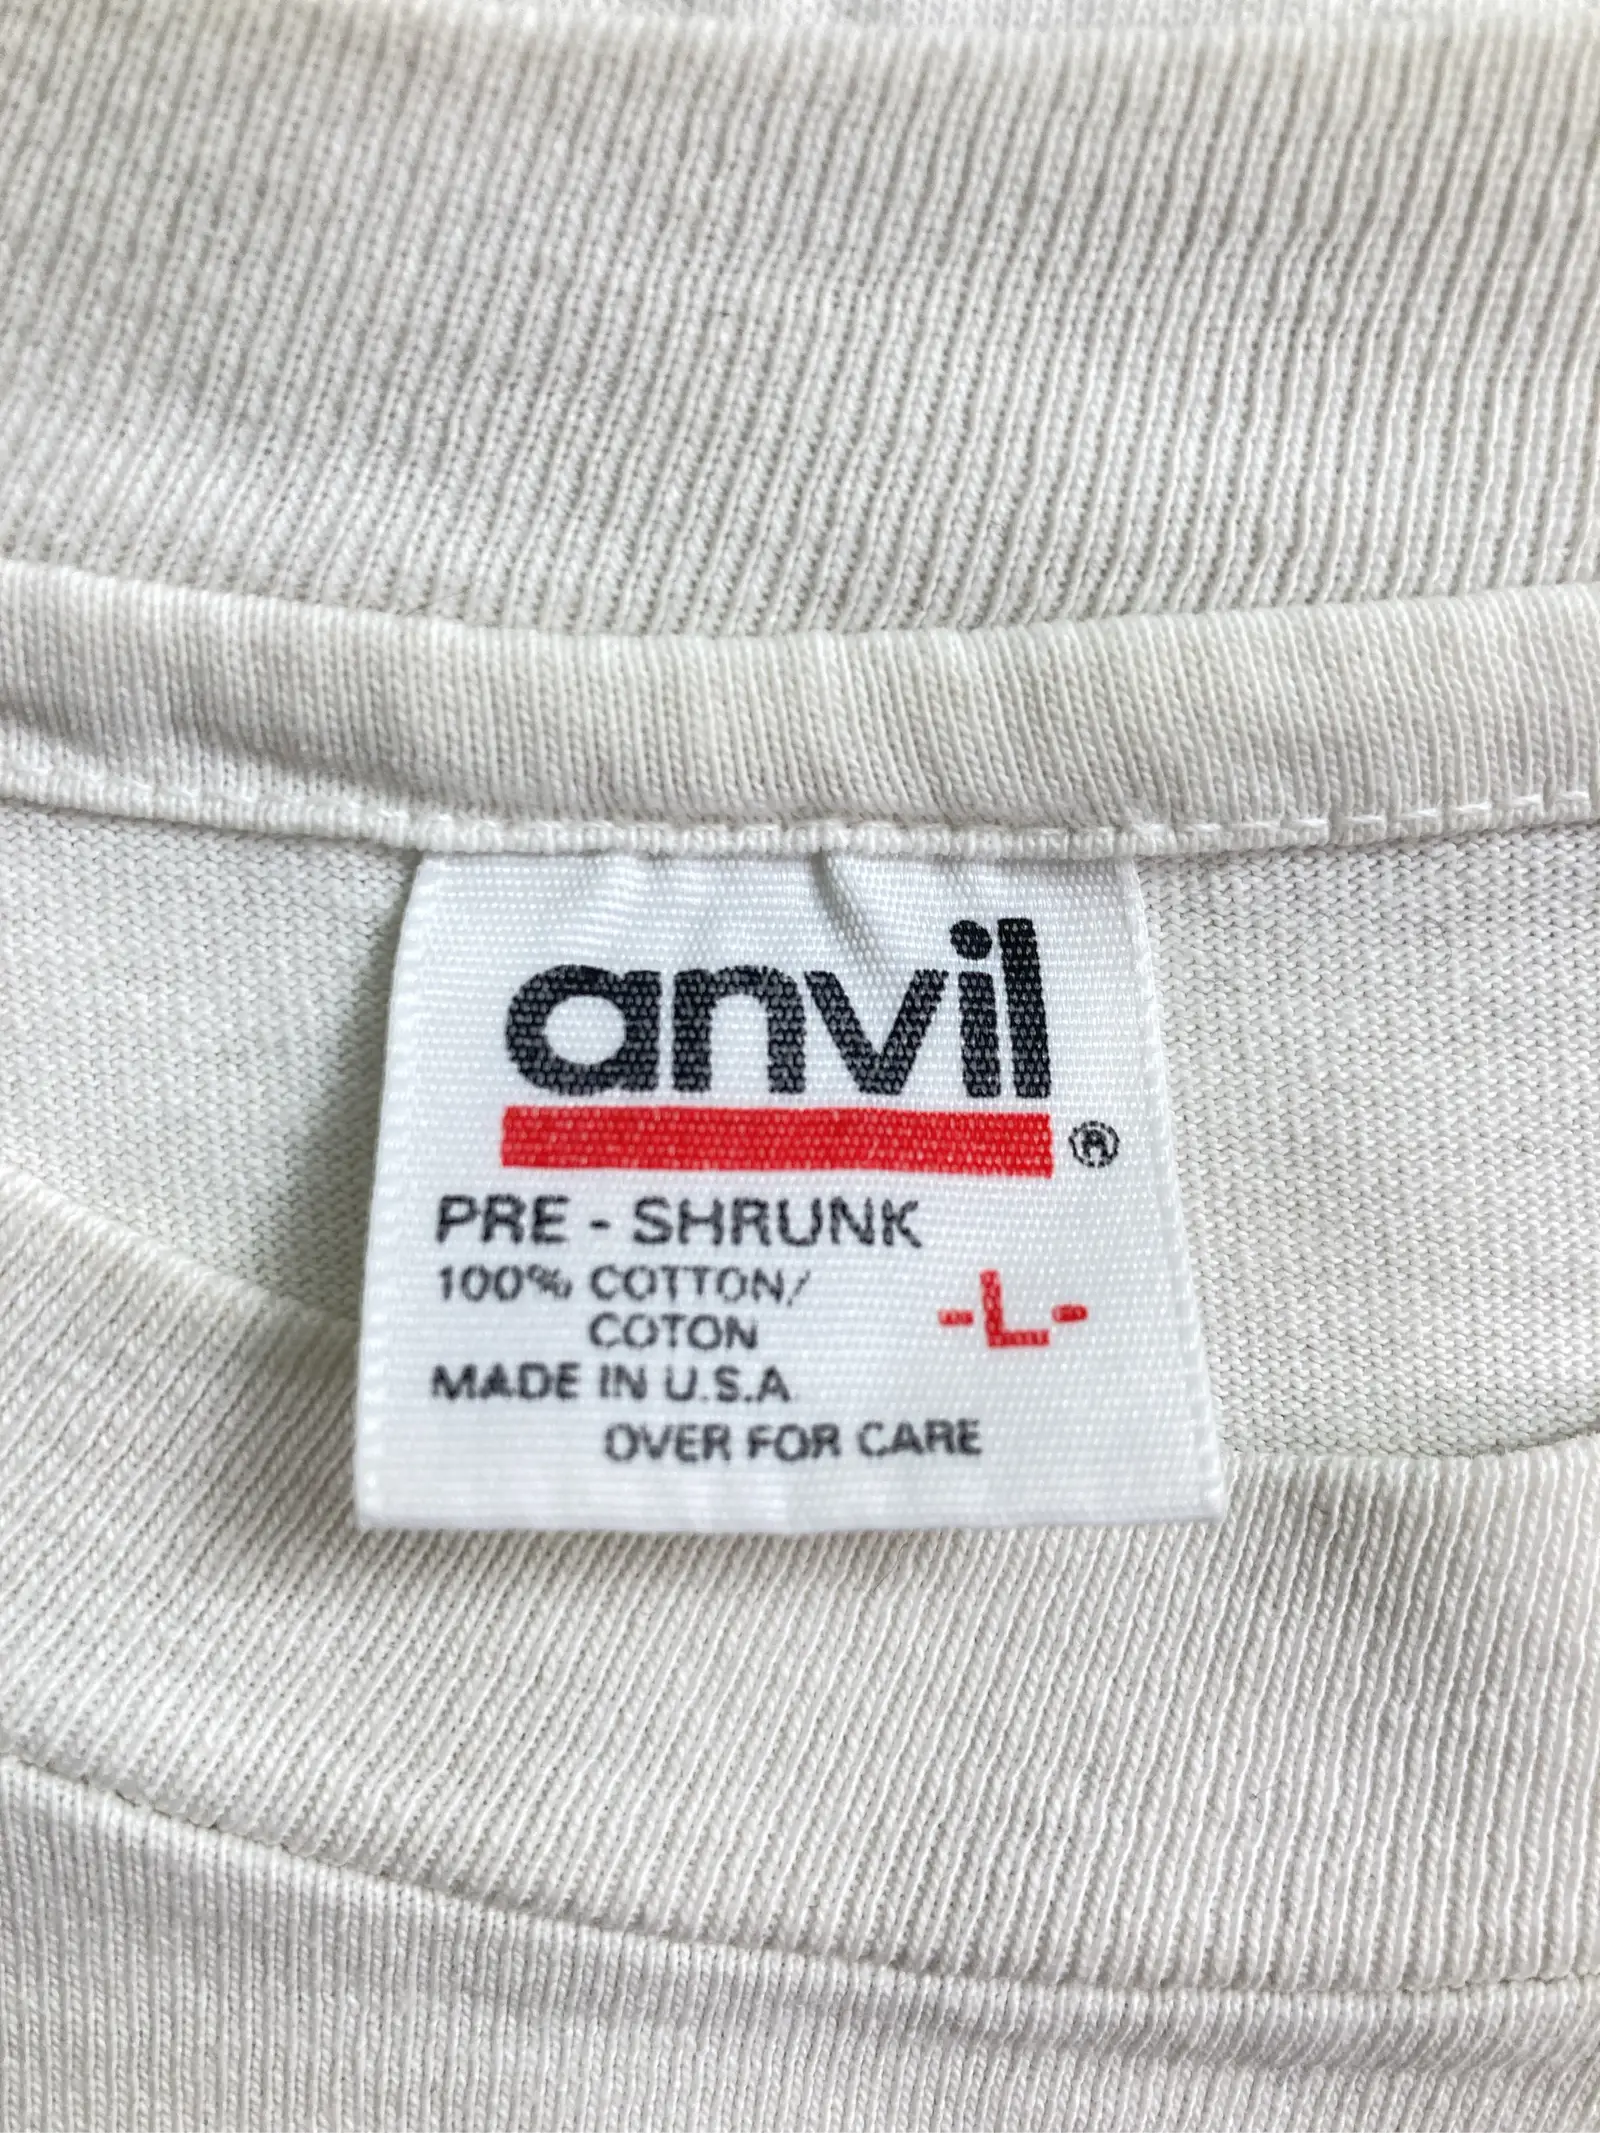 anvil
®
PRE - SHRUNK
100% COTTON/
COTON
-L-
MADE IN U.S.A
OVER FOR CARE